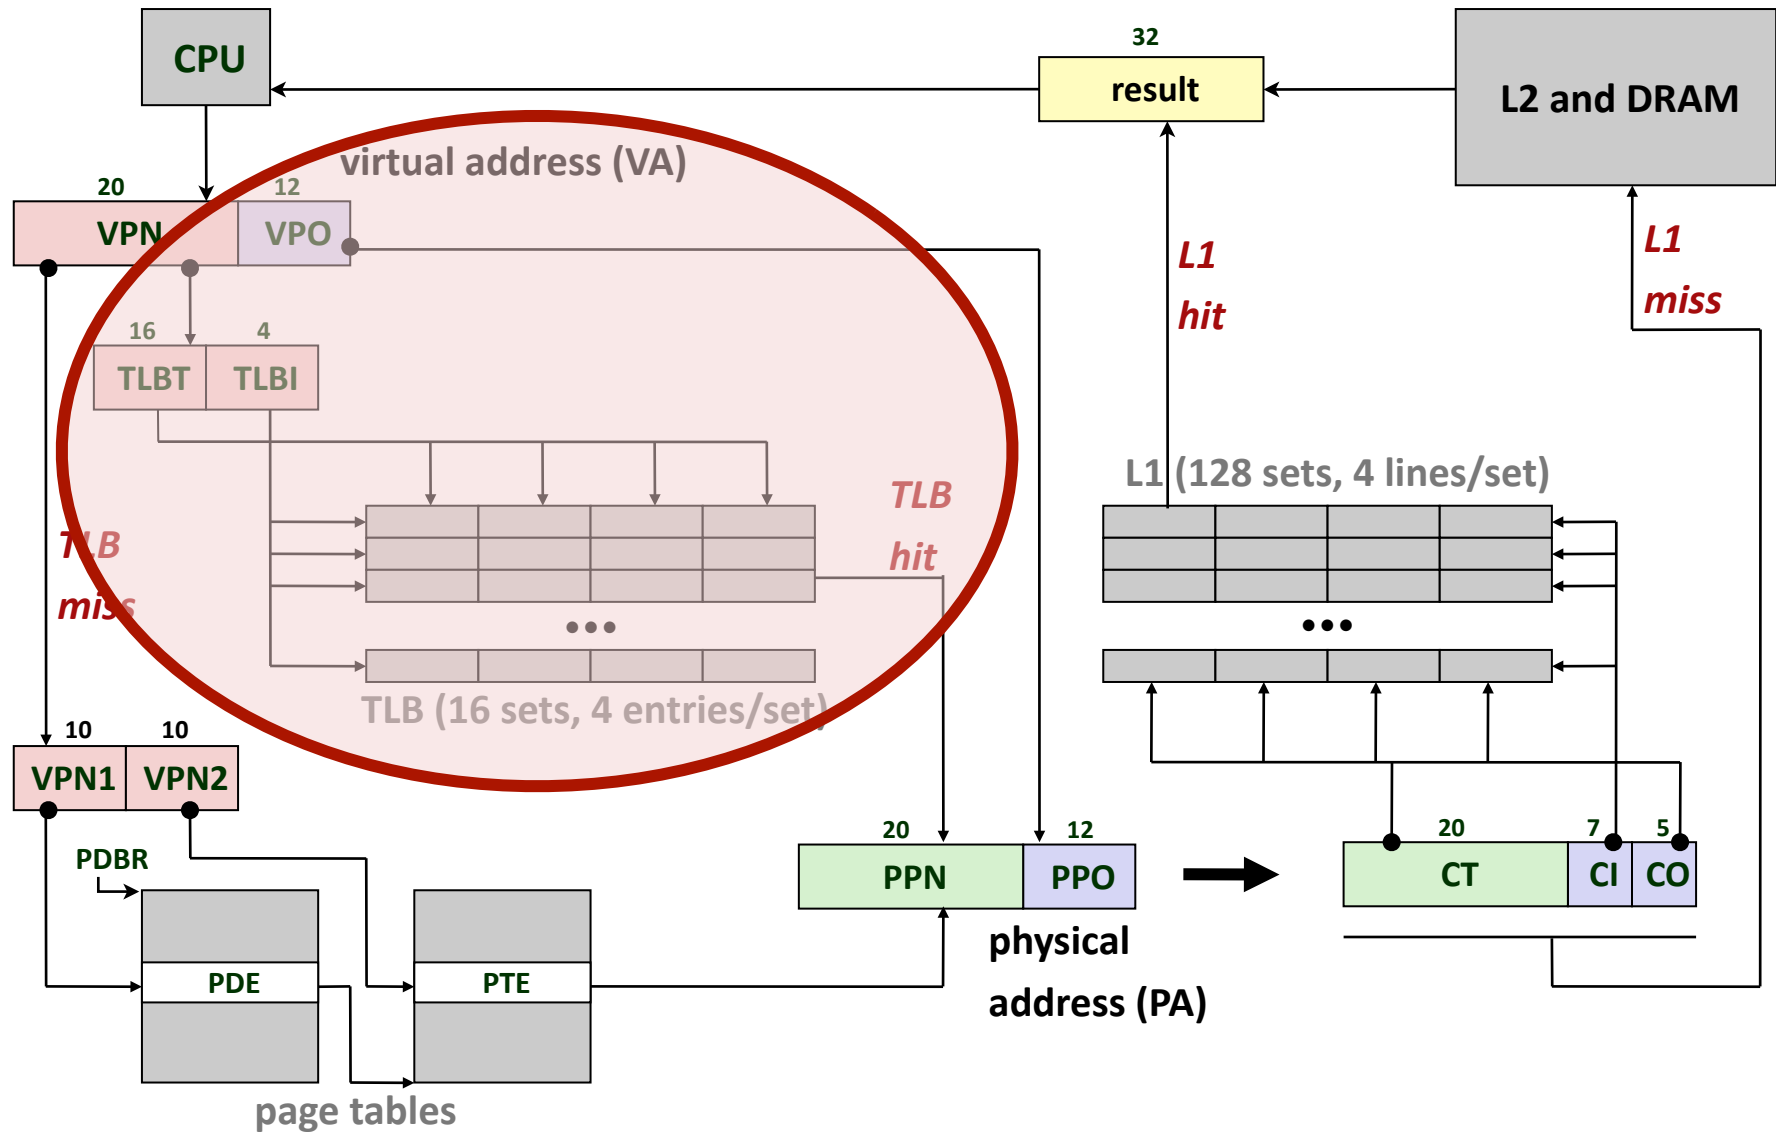 CPU
32
result
L2 and DRAM
virtual address (VA)
20
12
VPN
VPO
L1
hit
L1
miss
16
4
TLBT
TLBI
TLB
hit
L1 (128 sets, 4 lines/set)
TLB
miss
•••
•••
TLB (16 sets, 4 entries/set)
10
10
VPN1
VPN2
PDBR
20
12
PPN
PPO
20
7
5
CT
CI
CO
physical
address (PA)
PDE
PTE
page tables